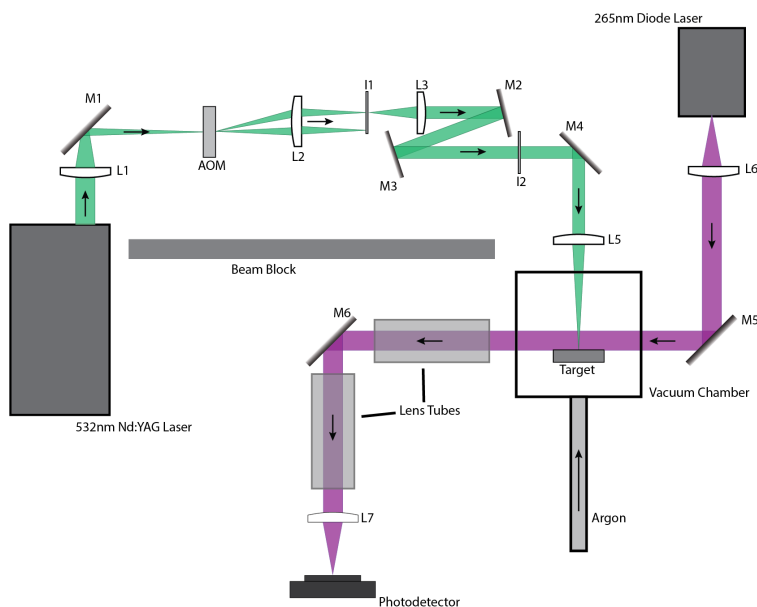 265nm Diode Laser
M1
I1
L3
M2
M4
AOM
L2
L1
M3
I2
L6
L5
Beam Block
M6
M5
Target
Vacuum Chamber
Lens Tubes
532nm Nd:YAG Laser
L7
Argon
Photodetector